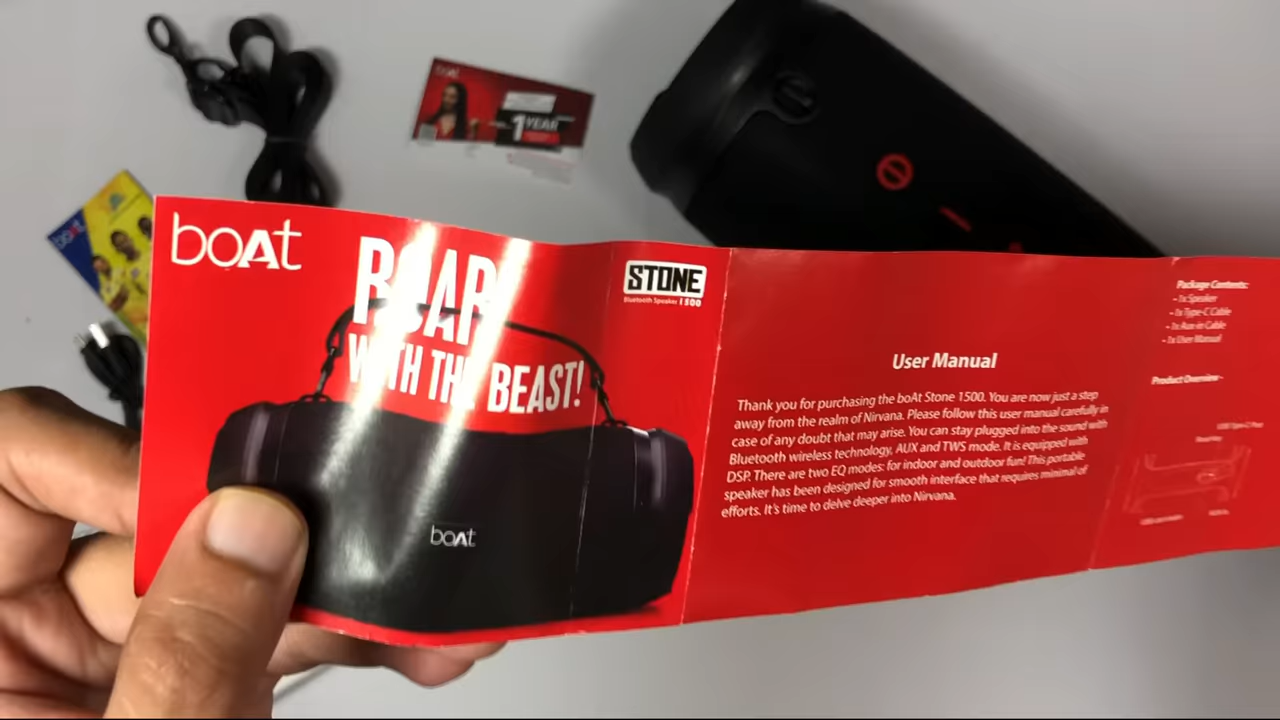 boAt
1 YEAR
boAt
boAt
ROAR
WITH THE BEAST!
boAt
STONE
Bluetooth Speaker 1500
User Manual
Thank you for purchasing the boAt Stone 1500. You are now just a step
away from the realm of Nirvana. Please follow this user manual carefully in
case of any doubt that may arise. You can stay plugged into the sound with
Bluetooth wireless technology, AUX and TWS mode. It is equipped with
DSP. There are two EQ modes: for indoor and outdoor fun! This portable
speaker has been designed for smooth interface that requires minimal of
efforts. It's time to delve deeper into Nirvana.
Package Contents:
- 1x Speaker
- 1x Type-C Cable
- 1x Aux-in Cable
- 1x User Manual
Product Overview-